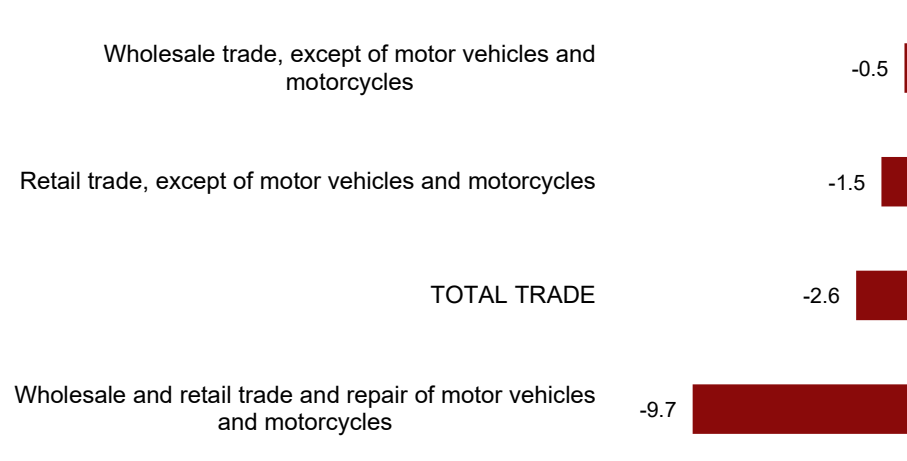 Wholesale trade, except of motor vehicles and
motorcycles
-0.5
Retail trade, except of motor vehicles and motorcycles
-1.5
TOTAL TRADE
-2.6
Wholesale and retail trade and repair of motor vehicles
and motorcycles
-9.7